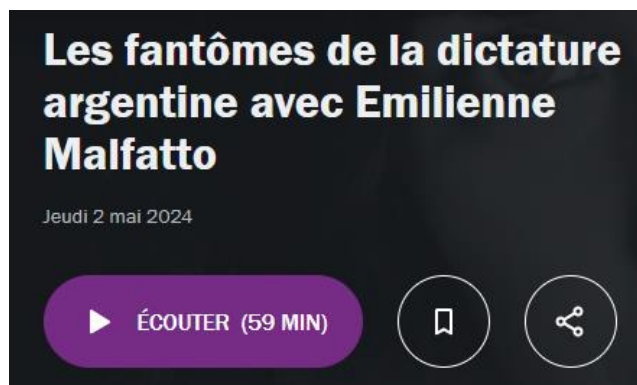 Les fantômes de la dictature
argentine avec Emilienne
Malfatto
Jeudi 2 mai 2024
ÉCOUTER (59 MIN)